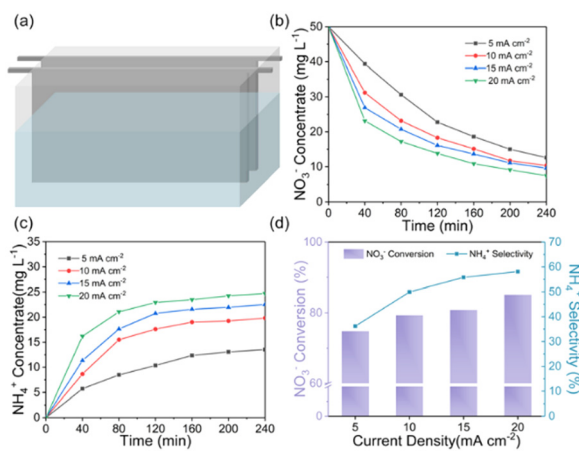 (a)
(b)
NO₃⁻ Concentrate (mg L⁻¹)
50
40
30
20
10
0
5 mA cm⁻²
10 mA cm⁻²
15 mA cm⁻²
20 mA cm⁻²
0 40 80 120 160 200 240
Time (min)
(c)
NH₄⁺ Concentrate(mg L⁻¹)
35
30
25
20
15
10
5
0
5 mA cm⁻²
10 mA cm⁻²
15 mA cm⁻²
20 mA cm⁻²
0 40 80 120 160 200 240
Time (min)
(d)
NO₃⁻ Conversion (%)
100
80
60
0
NO₃⁻ Conversion
NH₄⁺ Selectivity
70
60
50
40
30
20
10
0
NH₄⁺ Selectivity (%)
5 10 15 20
Current Density(mA cm⁻²)